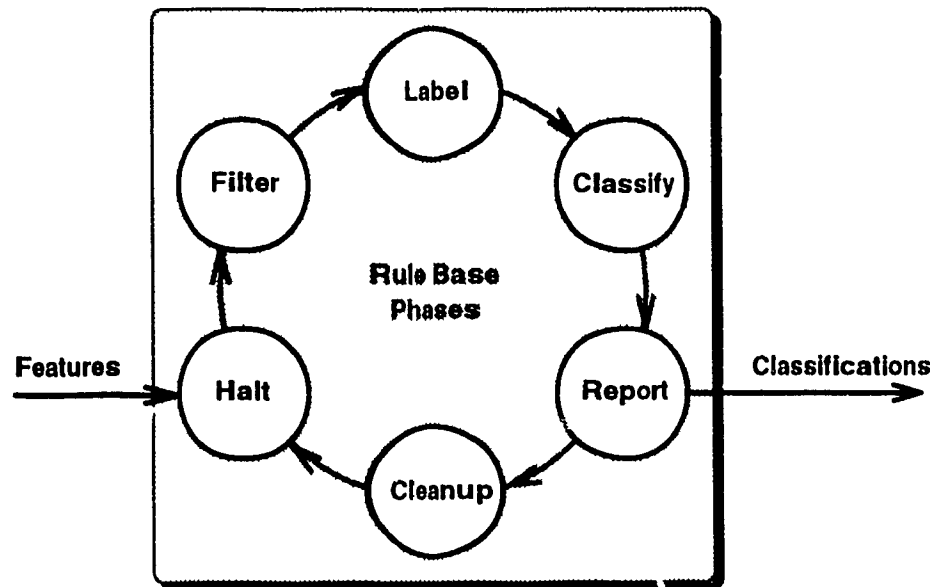 Label
Filter
Classify
Rule Base
Phases
Features
Classifications
Halt
Report
Cleanup